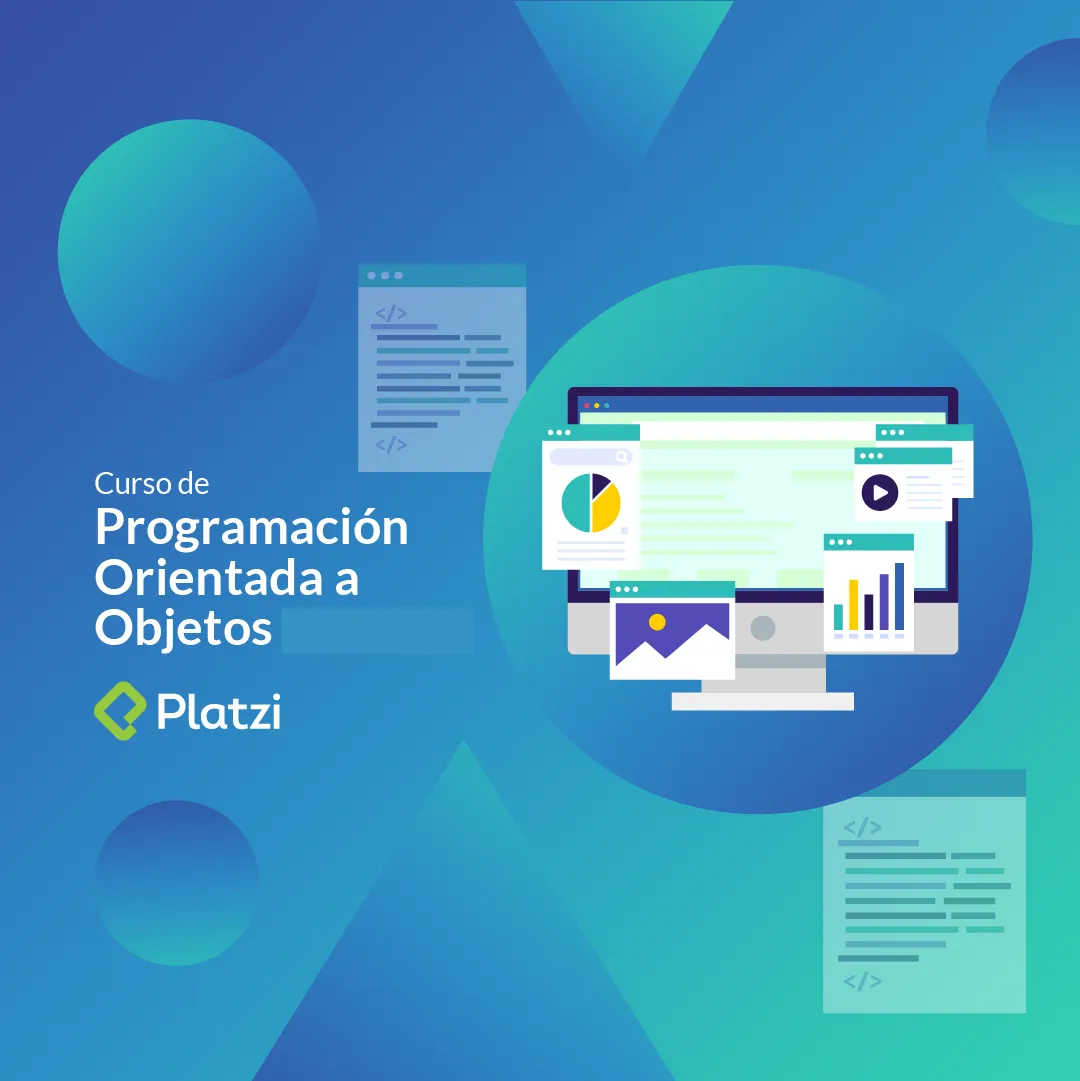 Curso de
Programación
Orientada a
Objetos
Platzi
</>
</>
</>
</>